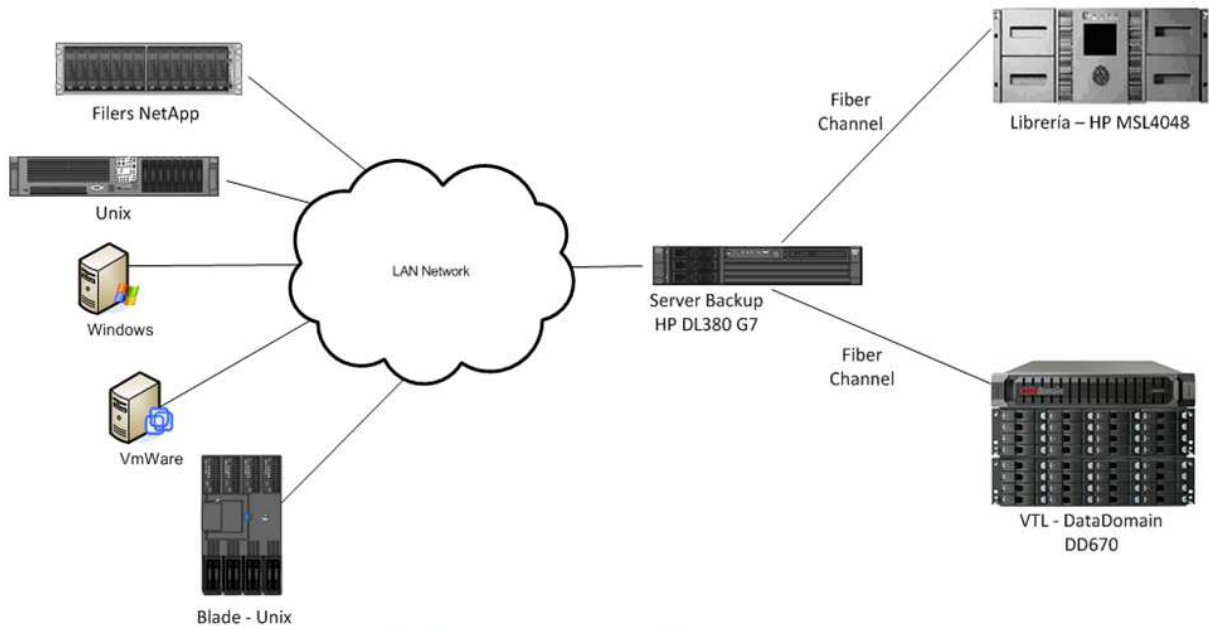 Filers NetApp
Unix
Windows
VmWare
Blade - Unix
LAN Network
Server Backup
HP DL380 G7
Fiber
Channel
Fiber
Channel
Librería – HP MSL4048
VTL - DataDomain
DD670